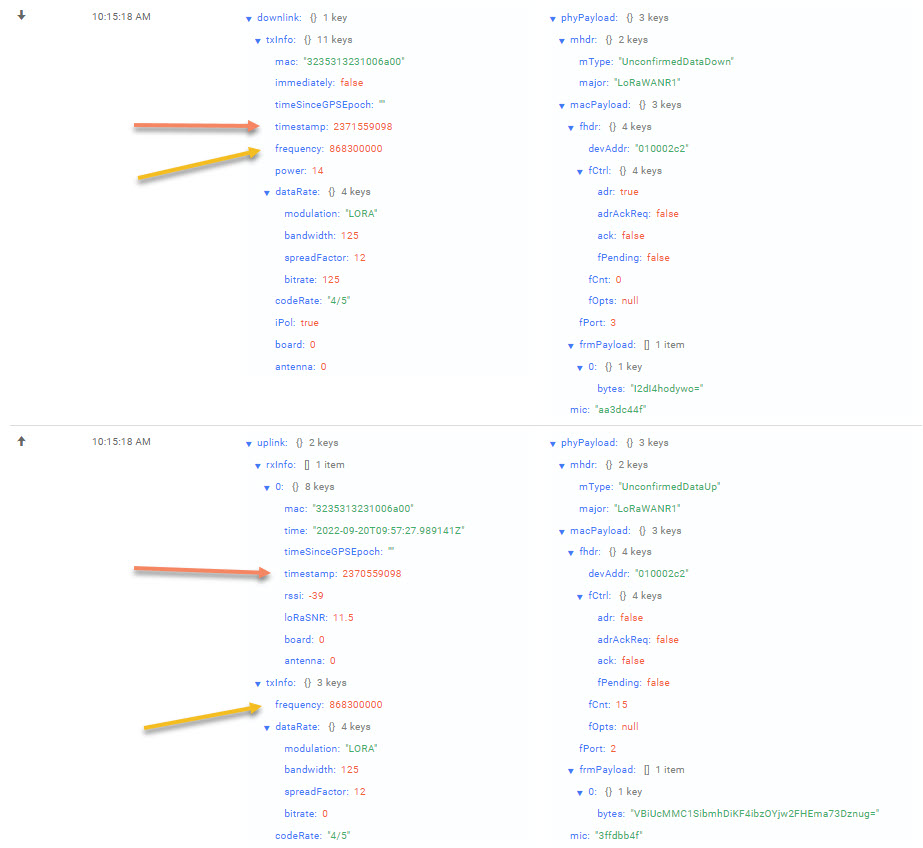 10:15:18 AM
downlink: {} 1 key
txInfo: {} 11 keys
mac: "3235313231006a00"
immediately: false
timeSinceGPSEpoch: ""
timestamp: 2371559098
frequency: 868300000
power: 14
dataRate: {} 4 keys
modulation: "LORA"
bandwidth: 125
spreadFactor: 12
bitrate: 125
codeRate: "4/5"
iPol: true
board: 0
antenna: 0
phyPayload: {} 3 keys
mhdr: {} 2 keys
mType: "UnconfirmedDataDown"
major: "LoRaWANR1"
macPayload: {} 3 keys
fhdr: {} 4 keys
devAddr: "010002c2"
fCtrl: {} 4 keys
adr: true
adrAckReq: false
ack: false
fPending: false
fCnt: 0
fOpts: null
fPort: 3
frmPayload: [] 1 item
0: {} 1 key
bytes: "I2dI4hodywo="
mic: "aa3dc44f"
10:15:18 AM
uplink: {} 2 keys
rxInfo: [] 1 item
0: {} 8 keys
mac: "3235313231006a00"
time: "2022-09-20T09:57:27.989141Z"
timeSinceGPSEpoch: ""
timestamp: 2370559098
rssi: -39
loRaSNR: 11.5
board: 0
antenna: 0
txInfo: {} 3 keys
frequency: 868300000
dataRate: {} 4 keys
modulation: "LORA"
bandwidth: 125
spreadFactor: 12
bitrate: 0
codeRate: "4/5"
phyPayload: {} 3 keys
mhdr: {} 2 keys
mType: "UnconfirmedDataUp"
major: "LoRaWANR1"
macPayload: {} 3 keys
fhdr: {} 4 keys
devAddr: "010002c2"
fCtrl: {} 4 keys
adr: false
adrAckReq: false
ack: false
fPending: false
fCnt: 15
fOpts: null
fPort: 2
frmPayload: [] 1 item
0: {} 1 key
bytes: "VBiUcMMC1SibmhDiKF4ibzOYjw2FHEma73Dznug="
mic: "3ffdbb4f"